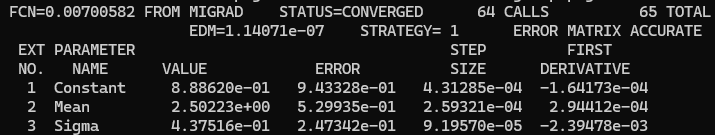 FCN=0.00700582 FROM MIGRAD    STATUS=CONVERGED      64 CALLS          65 TOTAL
                     EDM=1.14071e-07    STRATEGY= 1      ERROR MATRIX ACCURATE
  EXT PARAMETER                                   STEP         FIRST
  NO.   NAME      VALUE            ERROR          SIZE      DERIVATIVE
   1  Constant     8.88620e-01   9.43328e-01   4.31285e-04  -1.64173e-04
   2  Mean         2.50223e+00   5.29935e-01   2.59321e-04   2.94412e-04
   3  Sigma        4.37516e-01   2.47342e-01   9.19570e-05  -2.39478e-03